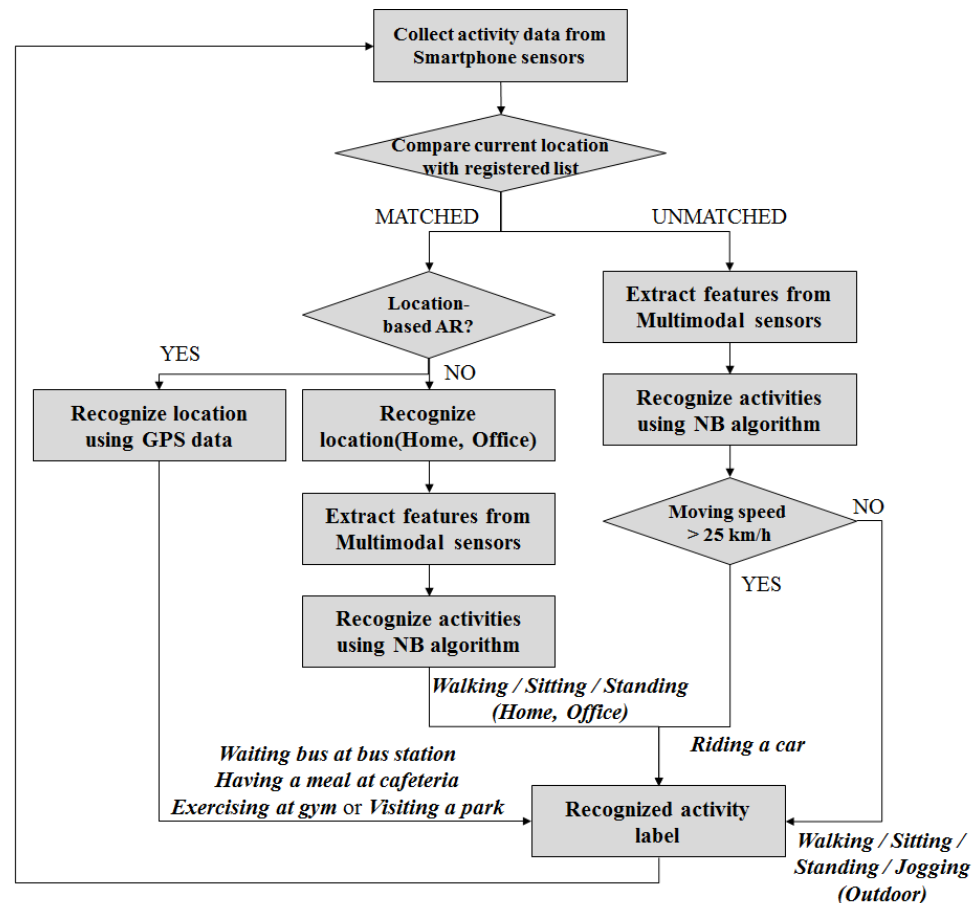 Collect activity data from
Smartphone sensors
Compare current location
with registered list
MATCHED
UNMATCHED
Location-
based AR?
Extract features from
Multimodal sensors
YES
NO
Recognize location
using GPS data
Recognize
location(Home, Office)
Recognize activities
using NB algorithm
Extract features from
Multimodal sensors
Moving speed
> 25 km/h
NO
YES
Recognize activities
using NB algorithm
Walking / Sitting / Standing
(Home, Office)
Riding a car
Waiting bus at bus station
Having a meal at cafeteria
Exercising at gym or Visiting a park
Recognized activity
label
Walking / Sitting /
Standing / Jogging
(Outdoor)